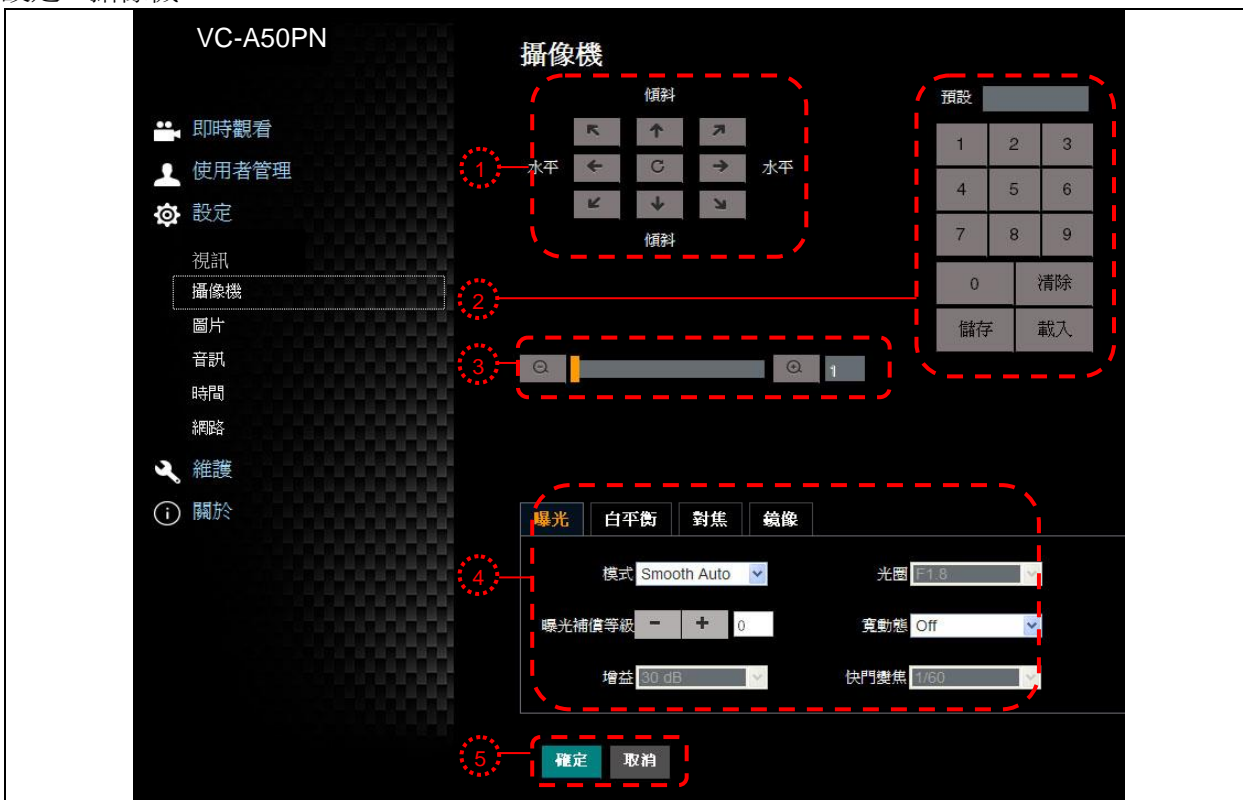 VC-A50PN
即時觀看
使用者管理
設定
視訊
攝像機
圖片
音訊
時間
網路
維護
關於
攝像機
1
傾斜
水平
水平
傾斜
2
預設
1 2 3
4 5 6
7 8 9
0 清除
儲存 載入
3
1
4
曝光 白平衡 對焦 鏡像
模式 Smooth Auto 光圈 F1.8
曝光補償等級 - + 0 寬動態 Off
增益 30 dB 快門變焦 1/60
5
確定 取消